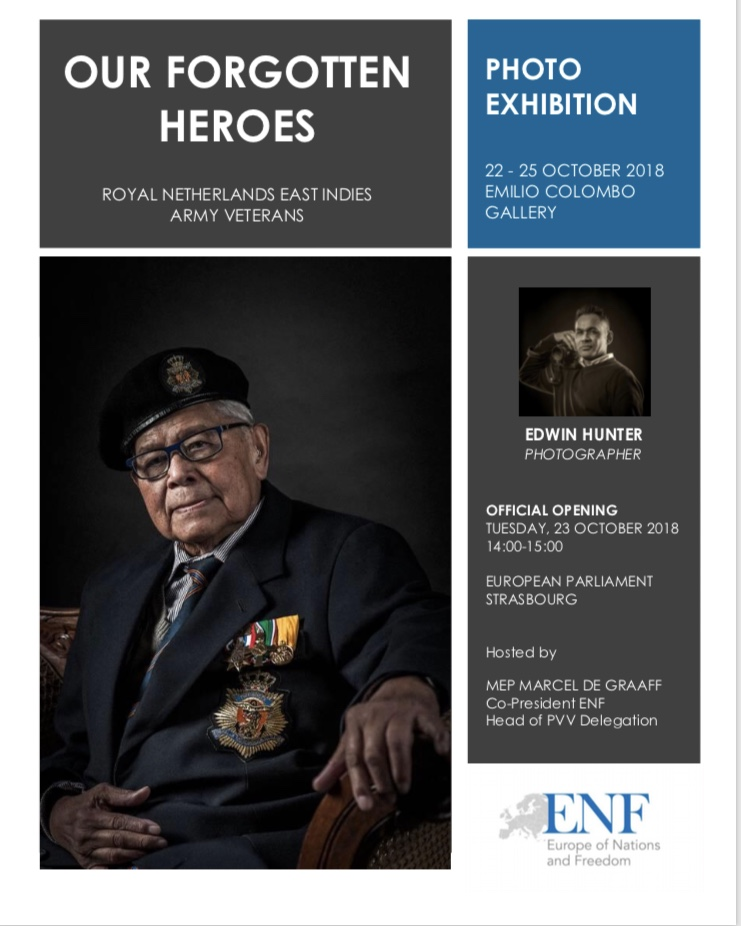 OUR FORGOTTEN
HEROES
ROYAL NETHERLANDS EAST INDIES
ARMY VETERANS
PHOTO
EXHIBITION
22 - 25 OCTOBER 2018
EMILIO COLOMBO
GALLERY
EDWIN HUNTER
PHOTOGRAPHER
OFFICIAL OPENING
TUESDAY, 23 OCTOBER 2018
14:00-15:00
EUROPEAN PARLIAMENT
STRASBOURG
Hosted by
MEP MARCEL DE GRAAFF
Co-President ENF
Head of PVV Delegation
ENF
Europe of Nations
and Freedom